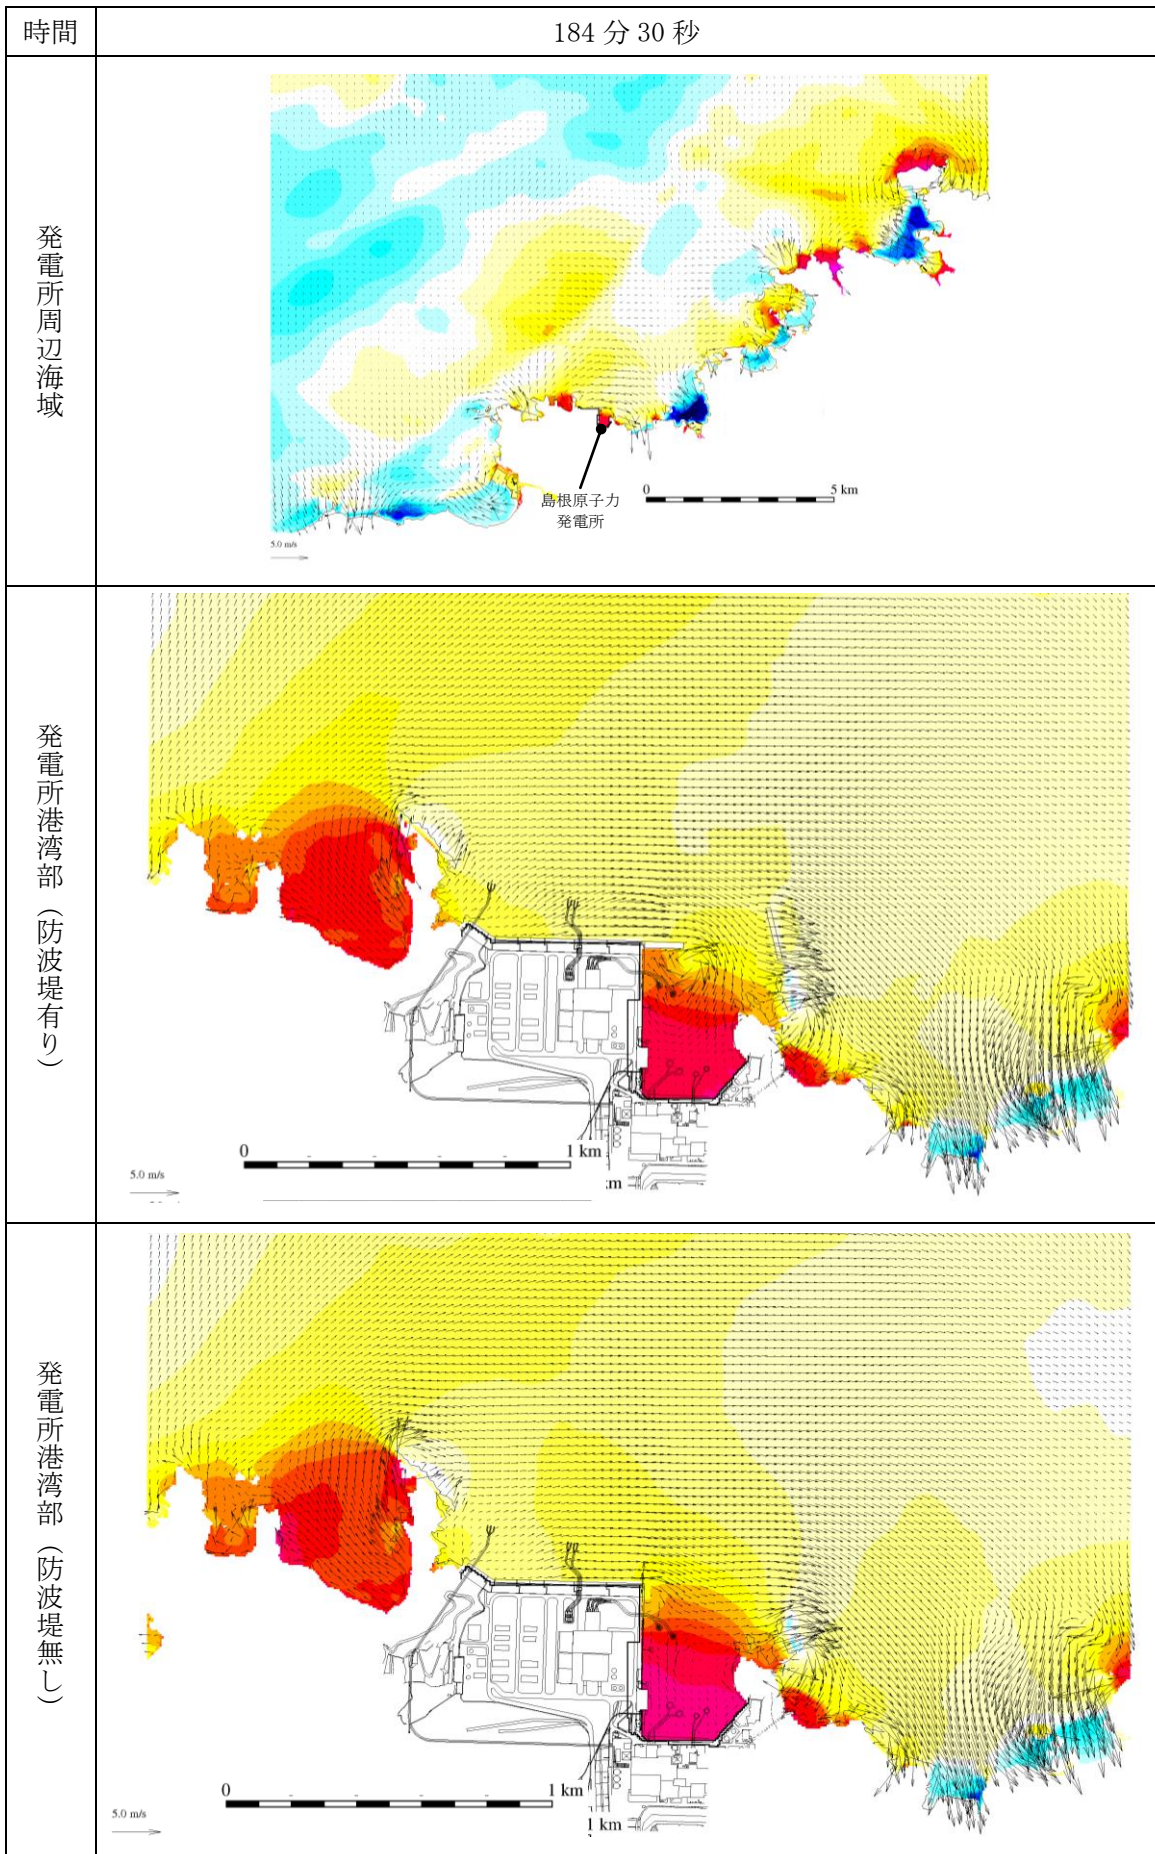 時間
184 分 30 秒
発電所周辺海域
島根原子力
発電所
0
5 km
5.0 m/s
発電所港湾部（防波堤有り）
0
1 km
5.0 m/s
発電所港湾部（防波堤無し）
0
1 km
5.0 m/s
1 km